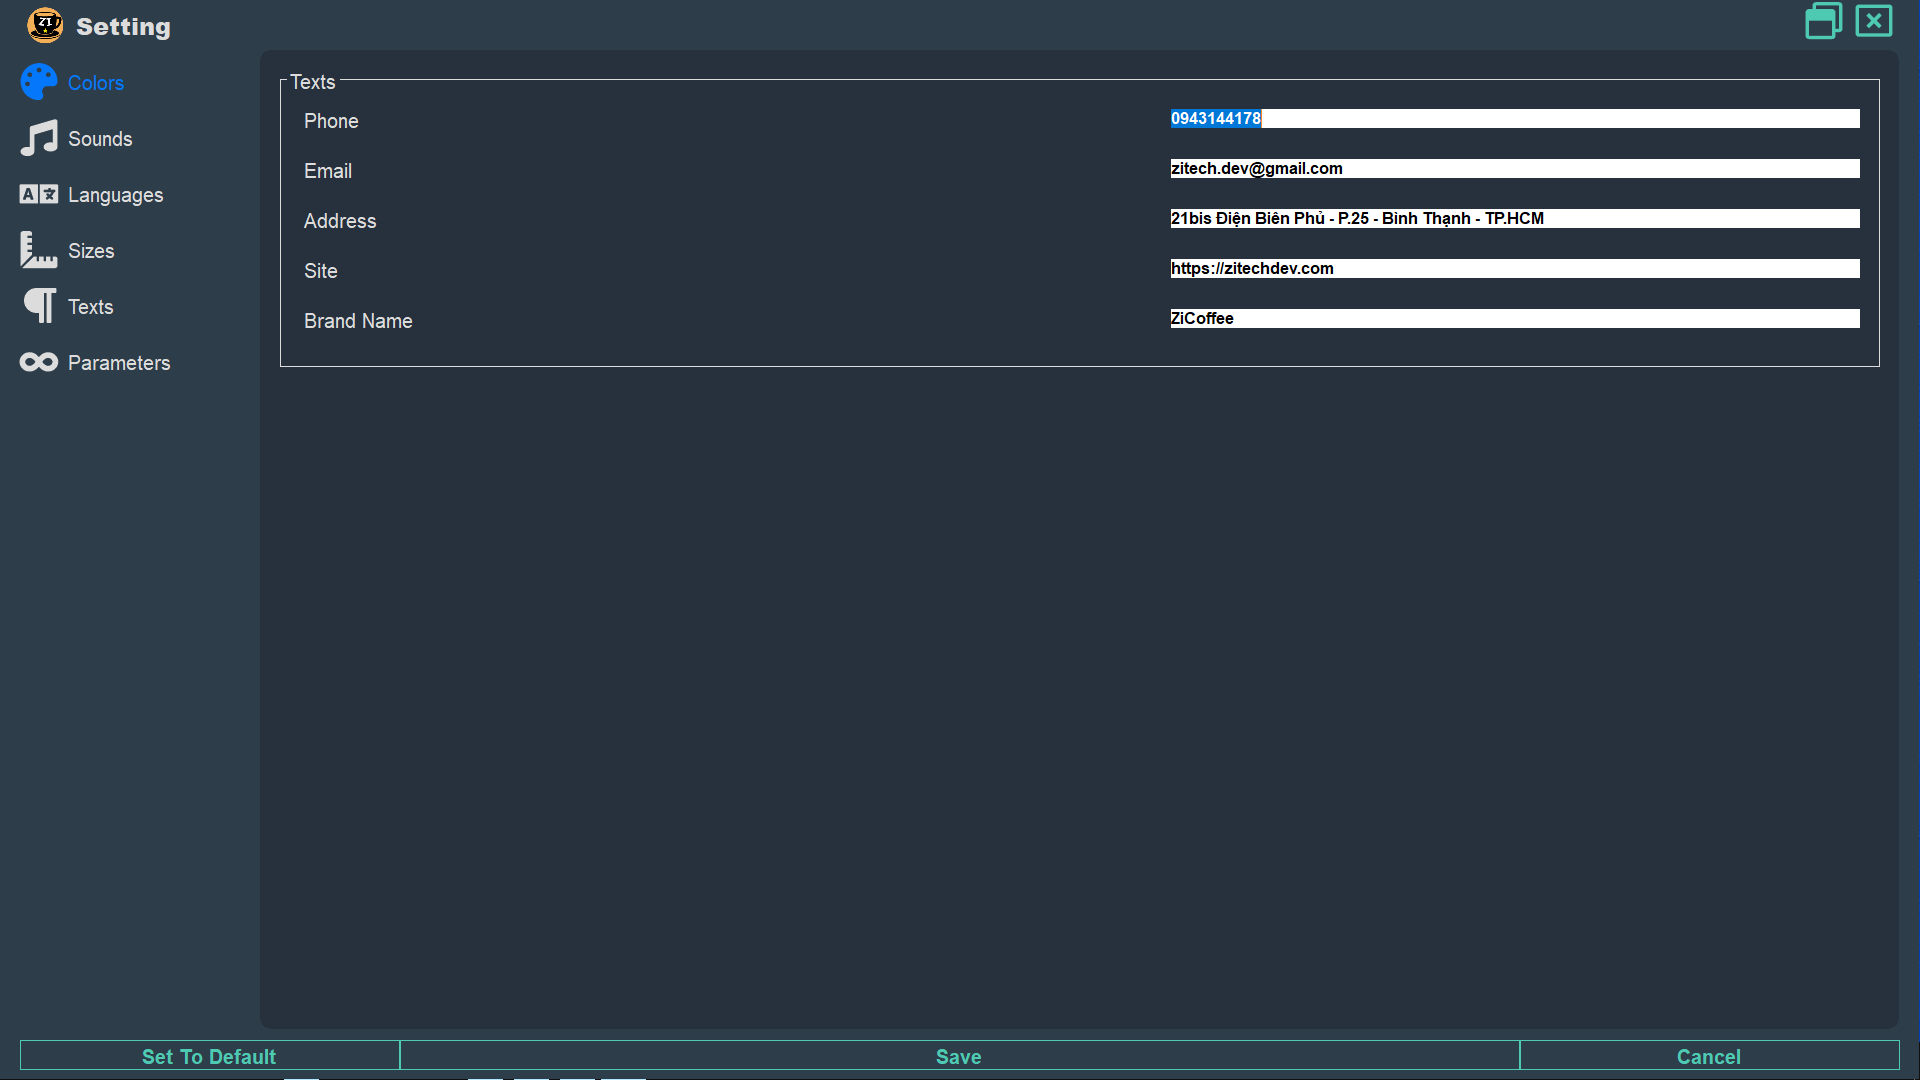 Setting
Colors
Sounds
Languages
Sizes
Texts
Parameters
Texts
Phone 0943144178
Email zitech.dev@gmail.com
Address 21bis Điện Biên Phủ - P.25 - Bình Thạnh - TP.HCM
Site https://zitechdev.com
Brand Name ZiCoffee
Set To Default Save Cancel